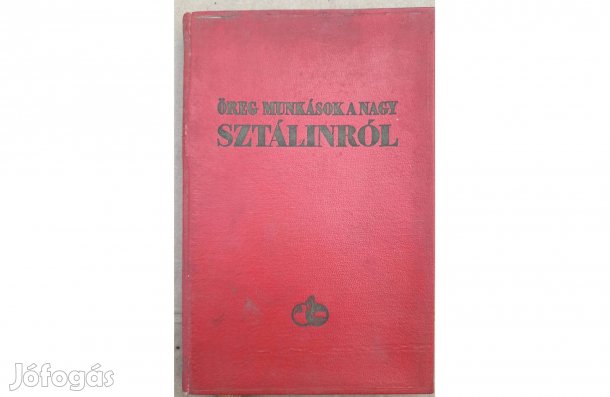 ÖREG MUNKÁSOK A NAGY
SZTÁLINRÓL
Jófogás